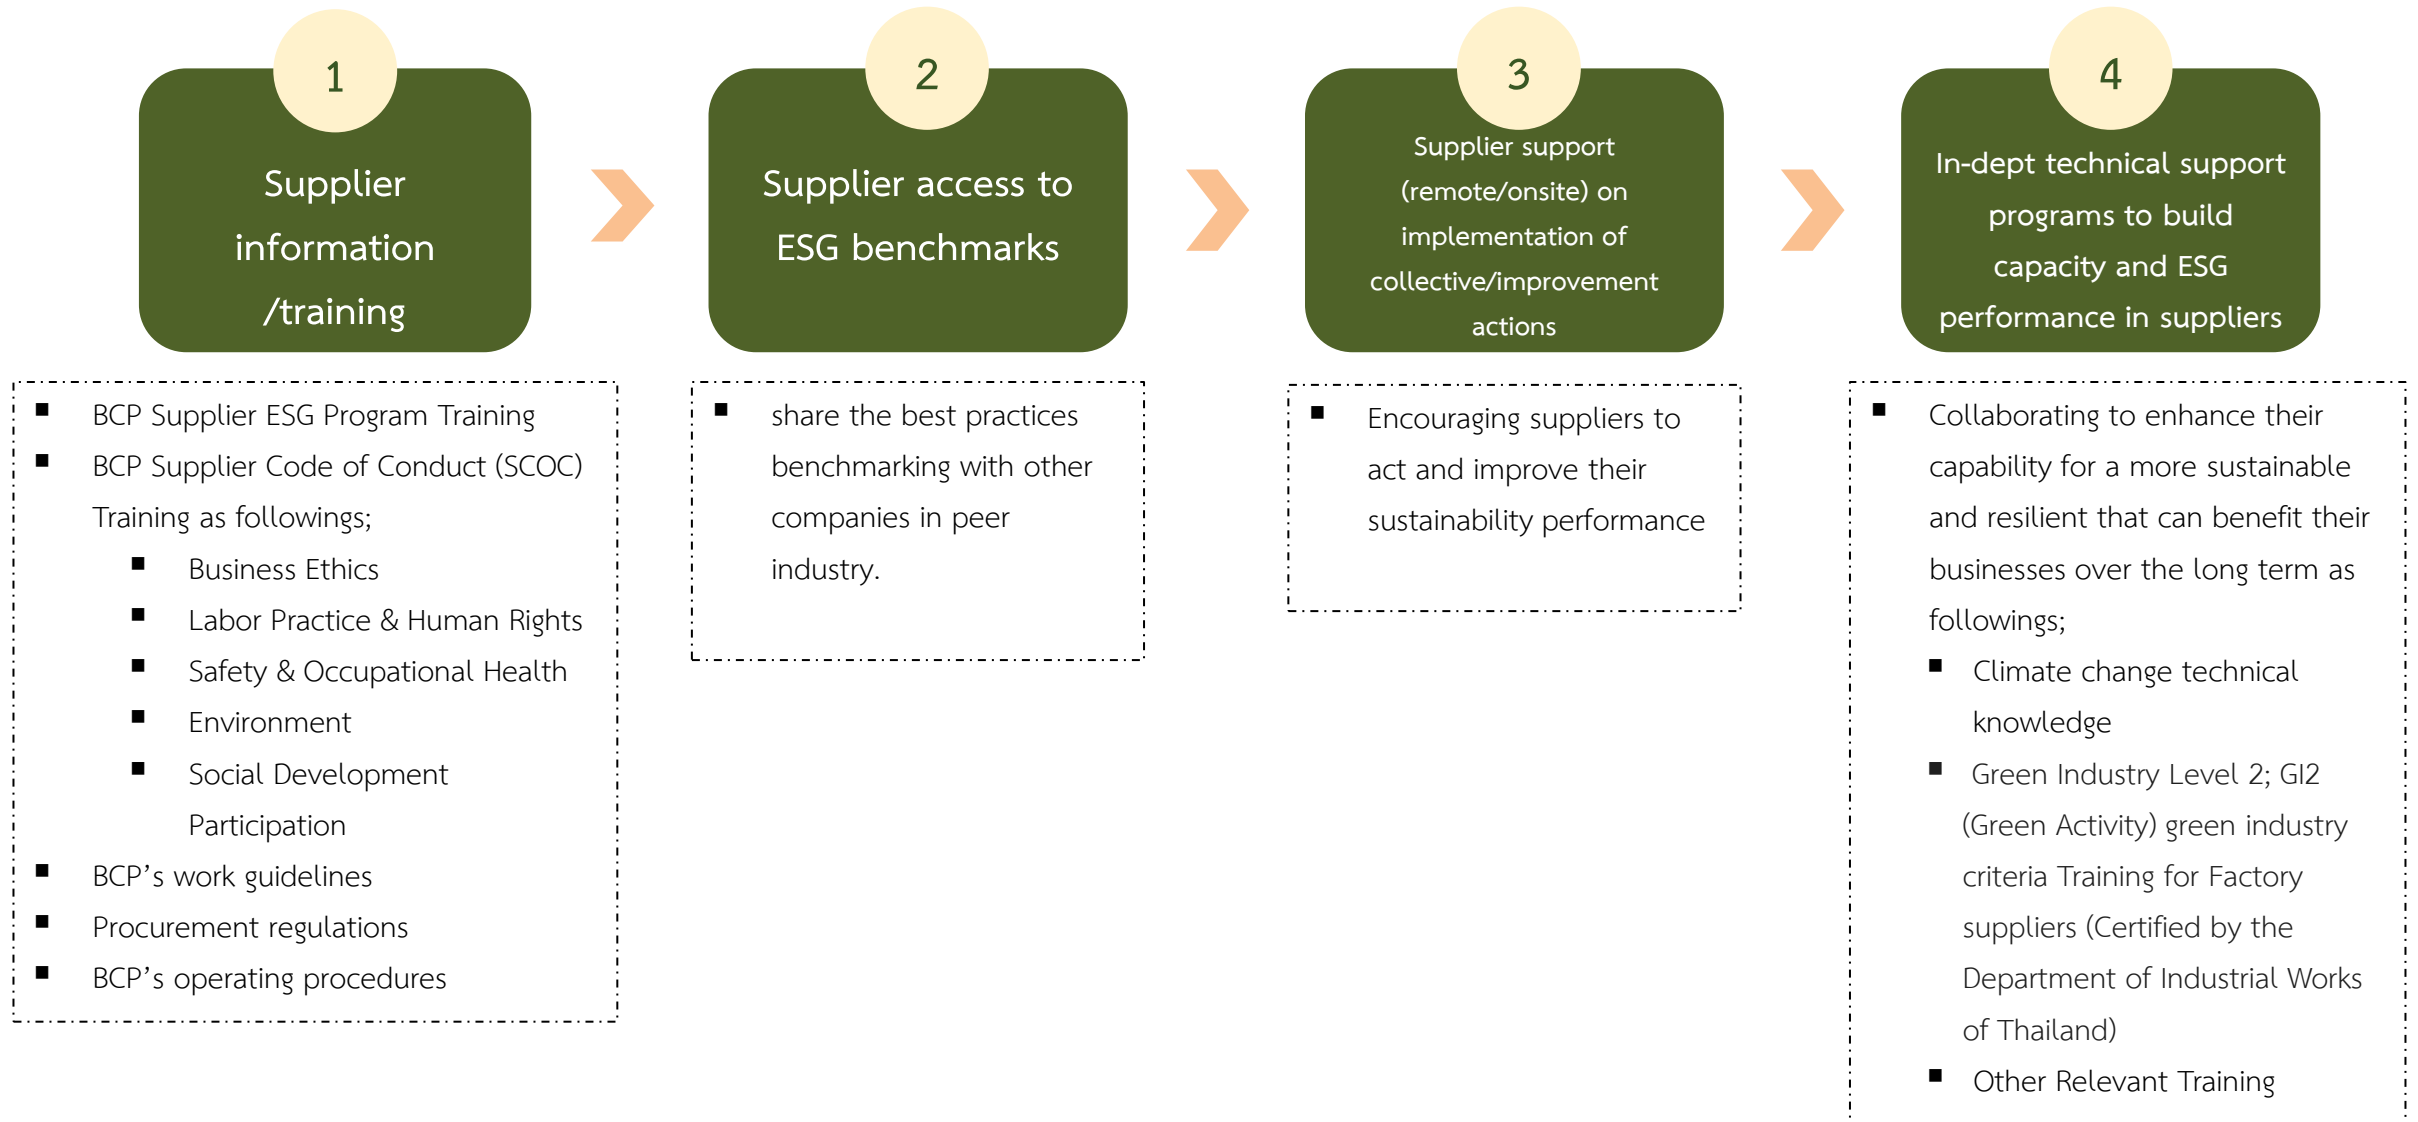 1
Supplier
information
/training
2
Supplier access to
ESG benchmarks
3
Supplier support
(remote/onsite) on
implementation of
collective/improvement
actions
4
In-dept technical support
programs to build
capacity and ESG
performance in suppliers
▪ BCP Supplier ESG Program Training
▪ BCP Supplier Code of Conduct (SCOC)
Training as followings;
▪ Business Ethics
▪ Labor Practice & Human Rights
▪ Safety & Occupational Health
▪ Environment
▪ Social Development
Participation
▪ BCP’s work guidelines
▪ Procurement regulations
▪ BCP’s operating procedures
▪ share the best practices
benchmarking with other
companies in peer
industry.
▪ Encouraging suppliers to
act and improve their
sustainability performance
▪ Collaborating to enhance their
capability for a more sustainable
and resilient that can benefit their
businesses over the long term as
followings;
▪ Climate change technical
knowledge
▪ Green Industry Level 2; GI2
(Green Activity) green industry
criteria Training for Factory
suppliers (Certified by the
Department of Industrial Works
of Thailand)
▪ Other Relevant Training